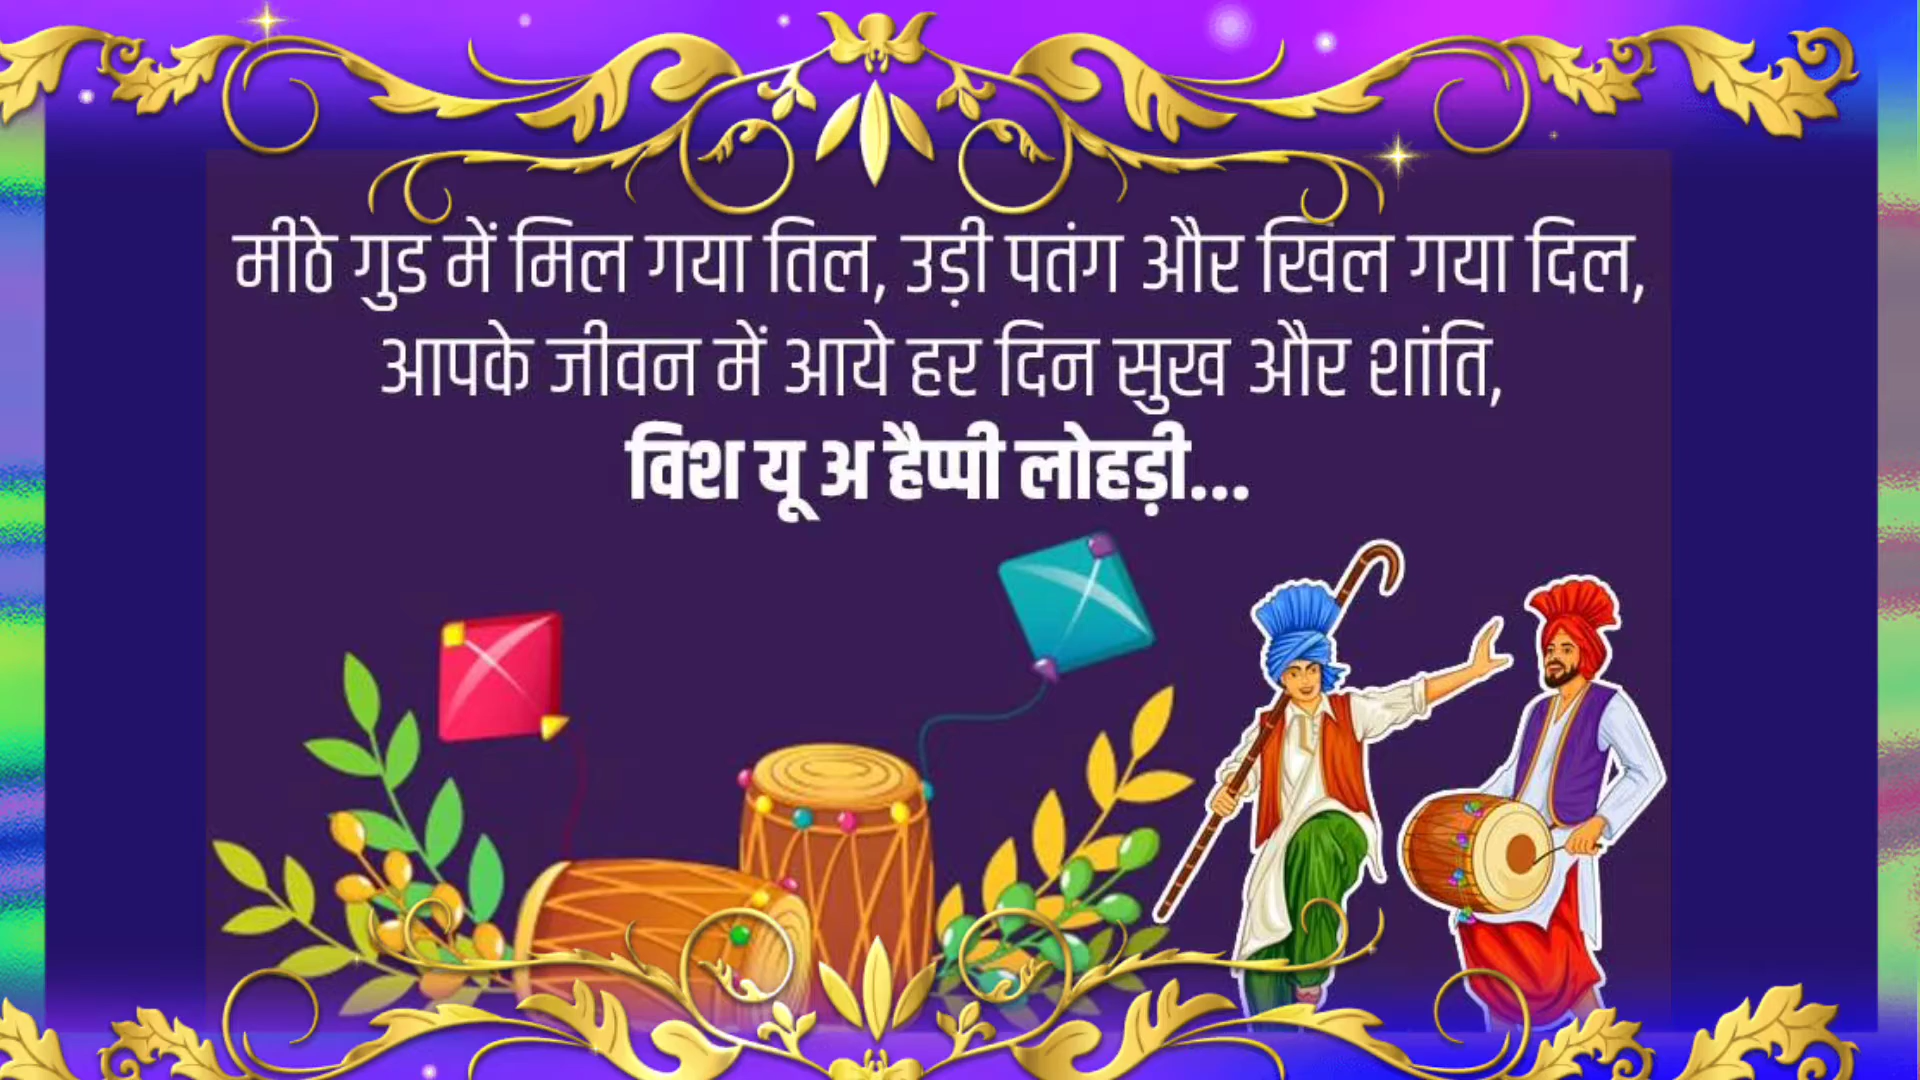 मीठे गुड में मिल गया तिल, उड़ी पतंग और खिल गया दिल,
आपके जीवन में आये हर दिन सुख और शांति,
विश यू अ हैप्पी लोहड़ी...